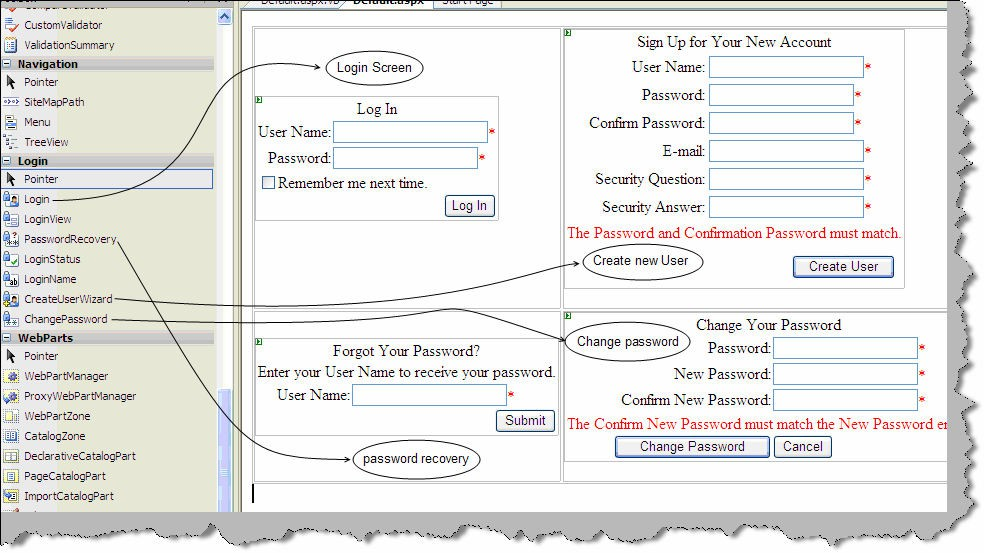 Default.aspx.vb
Default.aspx
Start Page
CustomValidator
ValidationSummary
Navigation
Pointer
SiteMapPath
Menu
TreeView
Login
Pointer
Login
LoginView
PasswordRecovery
LoginStatus
LoginName
CreateUserWizard
ChangePassword
WebParts
Pointer
WebPartManager
ProxyWebPartManager
WebPartZone
CatalogZone
DeclarativeCatalogPart
PageCatalogPart
ImportCatalogPart
Login Screen
Log In
User Name: *
Password: *
Remember me next time.
Log In
Sign Up for Your New Account
User Name: *
Password: *
Confirm Password: *
E-mail: *
Security Question: *
Security Answer: *
The Password and Confirmation Password must match.
Create new User
Create User
Forgot Your Password?
Enter your User Name to receive your password.
User Name: *
Submit
password recovery
Change password
Change Your Password
Password: *
New Password: *
Confirm New Password: *
The Confirm New Password must match the New Password
Change Password
Cancel